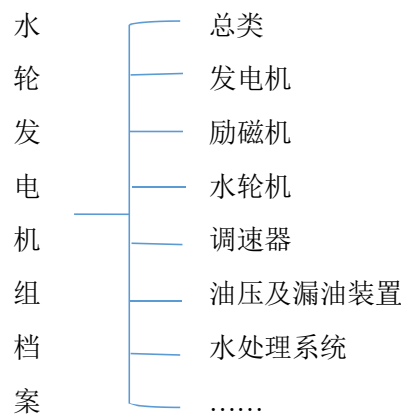 水轮发电机组档案
总类
发电机
励磁机
水轮机
调速器
油压及漏油装置
水处理系统
……